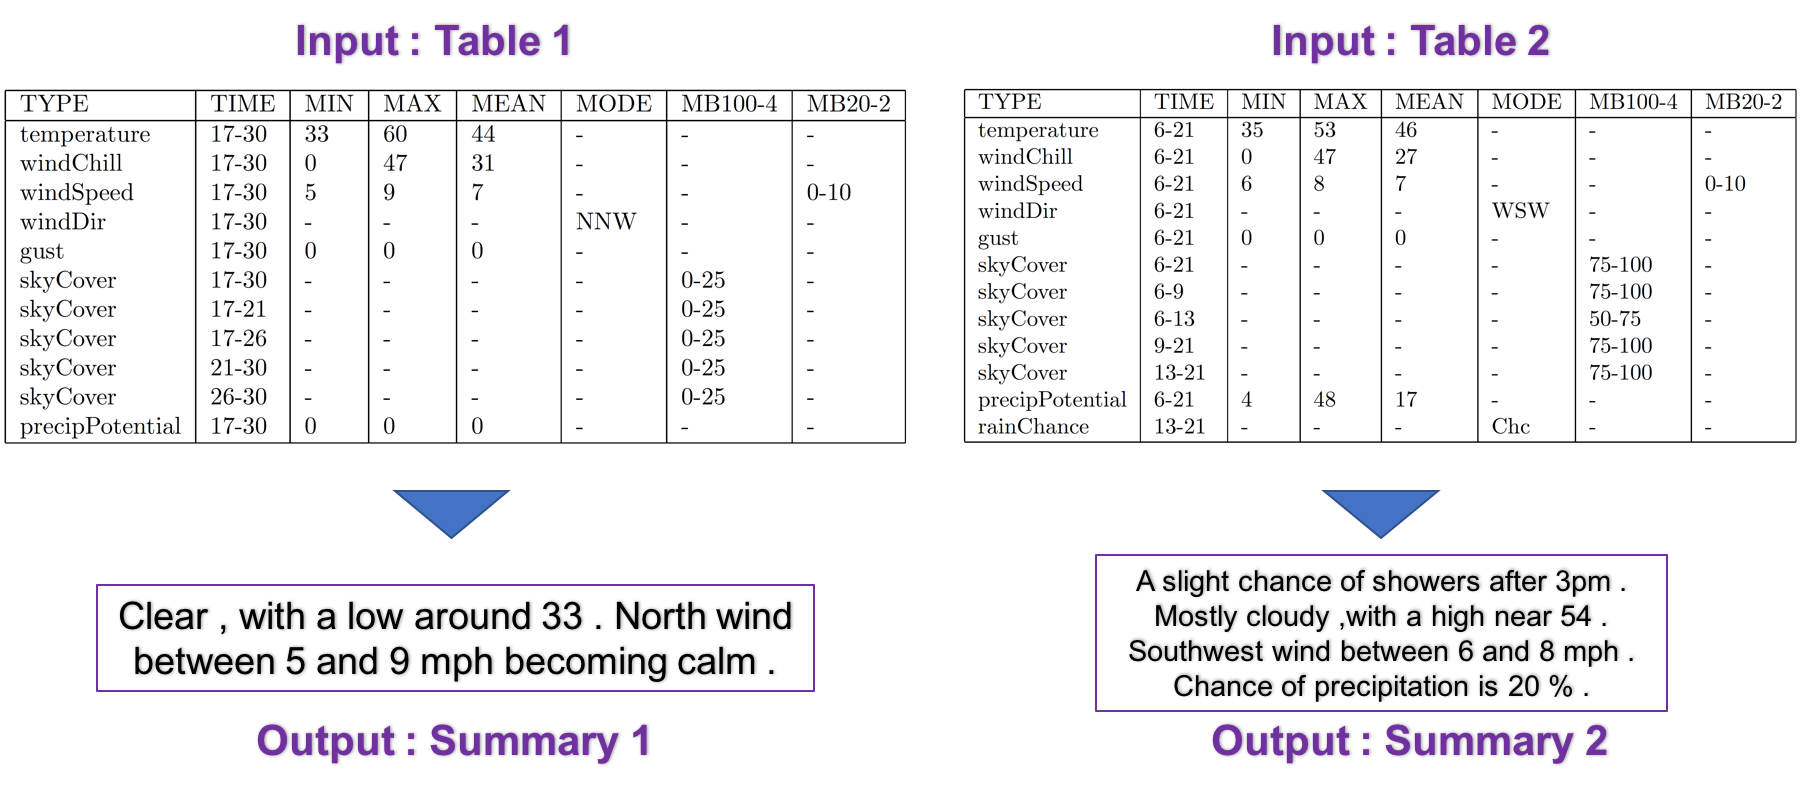 Input : Table 1
TYPE TIME MIN MAX MEAN MODE MB100-4 MB20-2
temperature 17-30 33 60 44 - - -
windChill 17-30 0 47 31 - - -
windSpeed 17-30 5 9 7 - - 0-10
windDir 17-30 - - - NNW - -
gust 17-30 0 0 0 - - -
skyCover 17-30 - - - - 0-25 -
skyCover 17-21 - - - - 0-25 -
skyCover 17-26 - - - - 0-25 -
skyCover 21-30 - - - - 0-25 -
skyCover 26-30 - - - - 0-25 -
precipPotential 17-30 0 0 0 - - -
Clear , with a low around 33 . North wind
between 5 and 9 mph becoming calm .
Output : Summary 1
Input : Table 2
TYPE TIME MIN MAX MEAN MODE MB100-4 MB20-2
temperature 6-21 35 53 46 - - -
windChill 6-21 0 47 27 - - -
windSpeed 6-21 6 8 7 - - 0-10
windDir 6-21 - - - WSW - -
gust 6-21 0 0 0 - - -
skyCover 6-21 - - - - 75-100 -
skyCover 6-9 - - - - 75-100 -
skyCover 6-13 - - - - 50-75 -
skyCover 9-21 - - - - 75-100 -
skyCover 13-21 - - - - 75-100 -
precipPotential 6-21 4 48 17 - - -
rainChance 13-21 - - - Chc - -
A slight chance of showers after 3pm .
Mostly cloudy ,with a high near 54 .
Southwest wind between 6 and 8 mph .
Chance of precipitation is 20 % .
Output : Summary 2